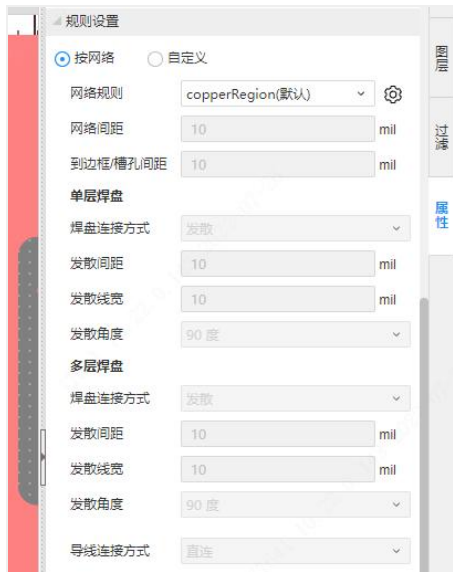 规则设置
按网络 自定义
网络规则 copperRegion(默认)
网络间距 10 mil
到边框/槽孔间距 10 mil
单层焊盘
焊盘连接方式 发散
发散间距 10 mil
发散线宽 10 mil
发散角度 90 度
多层焊盘
焊盘连接方式 发散
发散间距 10 mil
发散线宽 10 mil
发散角度 90 度
导线连接方式 直连
图层
过滤
属性